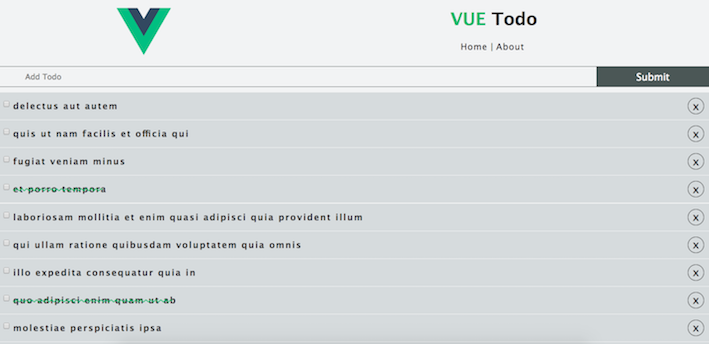 VUE Todo
Home | About
Add Todo
Submit
delectus aut autem
x
quis ut nam facilis et officia qui
x
fugiat veniam minus
x
et porro tempora
x
laboriosam mollitia et enim quasi adipisci quia provident illum
x
qui ullam ratione quibusdam voluptatem quia omnis
x
illo expedita consequatur quia in
x
quo adipisci enim quam ut ab
x
molestiae perspiciatis ipsa
x